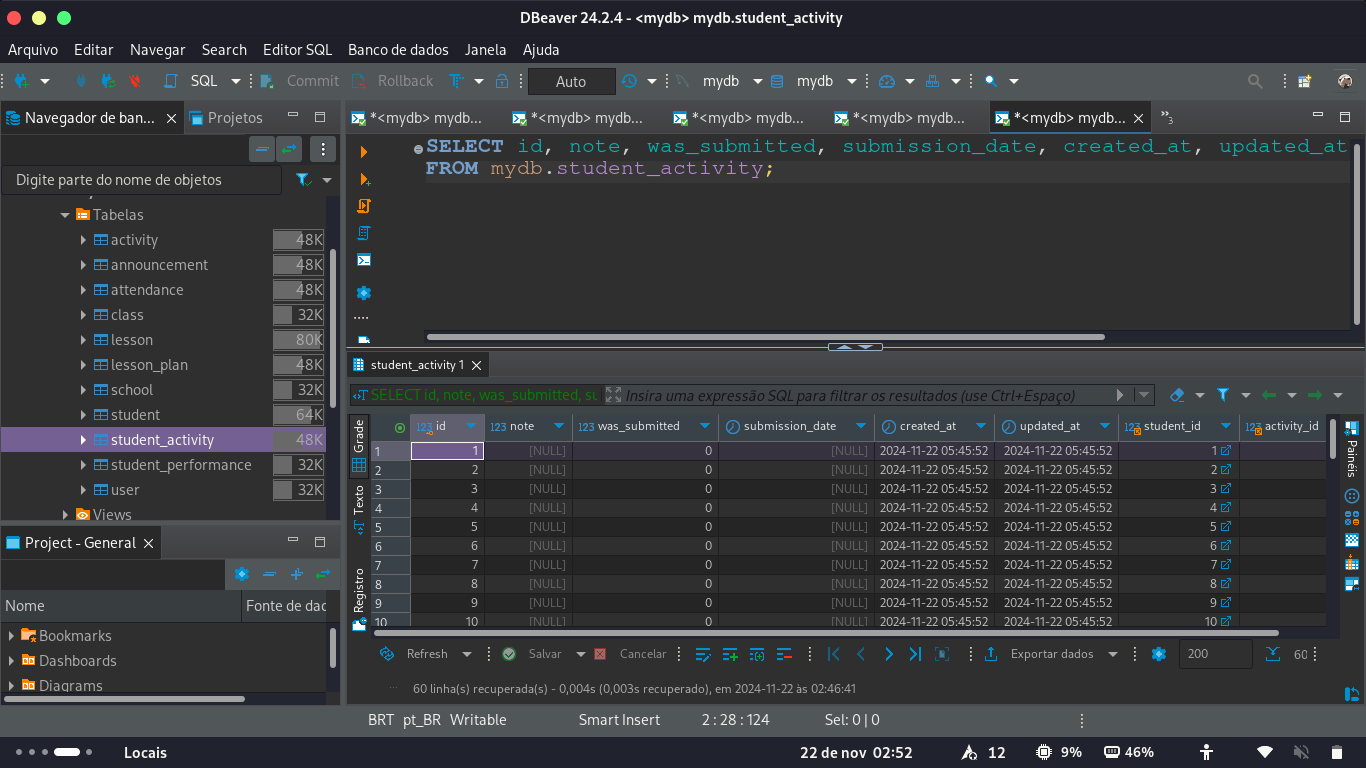 DBeaver 24.2.4 - <mydb> mydb.student_activity
Arquivo Editar Navegar Search Editor SQL Banco de dados Janela Ajuda
SQL Commit Rollback Auto mydb mydb
Navegador de ban... Projetos
*<mydb> mydb... *<mydb> mydb... *<mydb> mydb... *<mydb> mydb... *<mydb> mydb... »3
Digite parte do nome de objetos
Tabelas
activity 48K
announcement 48K
attendance 48K
class 32K
lesson 80K
lesson_plan 48K
school 32K
student 64K
student_activity 48K
student_performance 32K
user 32K
Views
Project - General
Nome Fonte de dad
Bookmarks
Dashboards
Diagrams
SELECT id, note, was_submitted, submission_date, created_at, updated_at
FROM mydb.student_activity;
student_activity 1
SELECT id, note, was_submitted, su Insira uma expressão SQL para filtrar os resultados (use Ctrl+Espaço)
Grade
Texto
Registro
Painéis
123 id 123 note 123 was_submitted submission_date created_at updated_at 123 student_id 123 activity_id
1 1 [NULL] 0 [NULL] 2024-11-22 05:45:52 2024-11-22 05:45:52 1
2 2 [NULL] 0 [NULL] 2024-11-22 05:45:52 2024-11-22 05:45:52 2
3 3 [NULL] 0 [NULL] 2024-11-22 05:45:52 2024-11-22 05:45:52 3
4 4 [NULL] 0 [NULL] 2024-11-22 05:45:52 2024-11-22 05:45:52 4
5 5 [NULL] 0 [NULL] 2024-11-22 05:45:52 2024-11-22 05:45:52 5
6 6 [NULL] 0 [NULL] 2024-11-22 05:45:52 2024-11-22 05:45:52 6
7 7 [NULL] 0 [NULL] 2024-11-22 05:45:52 2024-11-22 05:45:52 7
8 8 [NULL] 0 [NULL] 2024-11-22 05:45:52 2024-11-22 05:45:52 8
9 9 [NULL] 0 [NULL] 2024-11-22 05:45:52 2024-11-22 05:45:52 9
10 10 [NULL] 0 [NULL] 2024-11-22 05:45:52 2024-11-22 05:45:52 10
Refresh Salvar Cancelar Exportar dados 200 60
60 linha(s) recuperada(s) - 0,004s (0,003s recuperado), em 2024-11-22 às 02:46:41
BRT pt_BR Writable Smart Insert 2 : 28 : 124 Sel: 0 | 0
Locais 22 de nov 02:52 12 9% 46%